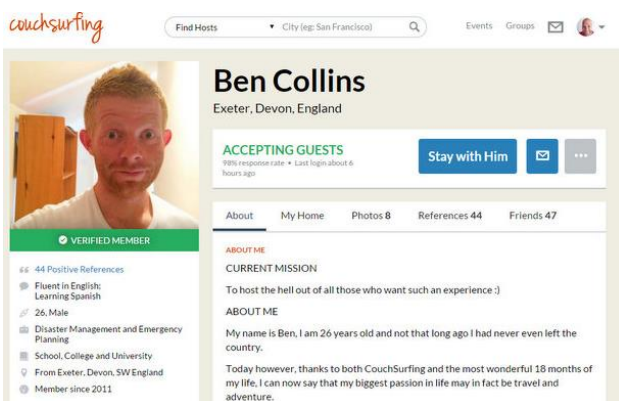 couchsurfing
Find Hosts
City (eg: San Francisco)
Events
Groups
Ben Collins
Exeter, Devon, England
ACCEPTING GUESTS
98% response rate • Last login about 6
hours ago
Stay with Him
...
About
My Home
Photos 8
References 44
Friends 47
VERIFIED MEMBER
44 Positive References
Fluent in English;
Learning Spanish
26, Male
Disaster Management and Emergency
Planning
School, College and University
From Exeter, Devon, SW England
Member since 2011
ABOUT ME
CURRENT MISSION
To host the hell out of all those who want such an experience :)
ABOUT ME
My name is Ben, I am 26 years old and not that long ago I had never even left the
country.
Today however, thanks to both CouchSurfing and the most wonderful 18 months of
my life, I can now say that my biggest passion in life may in fact be travel and
adventure.